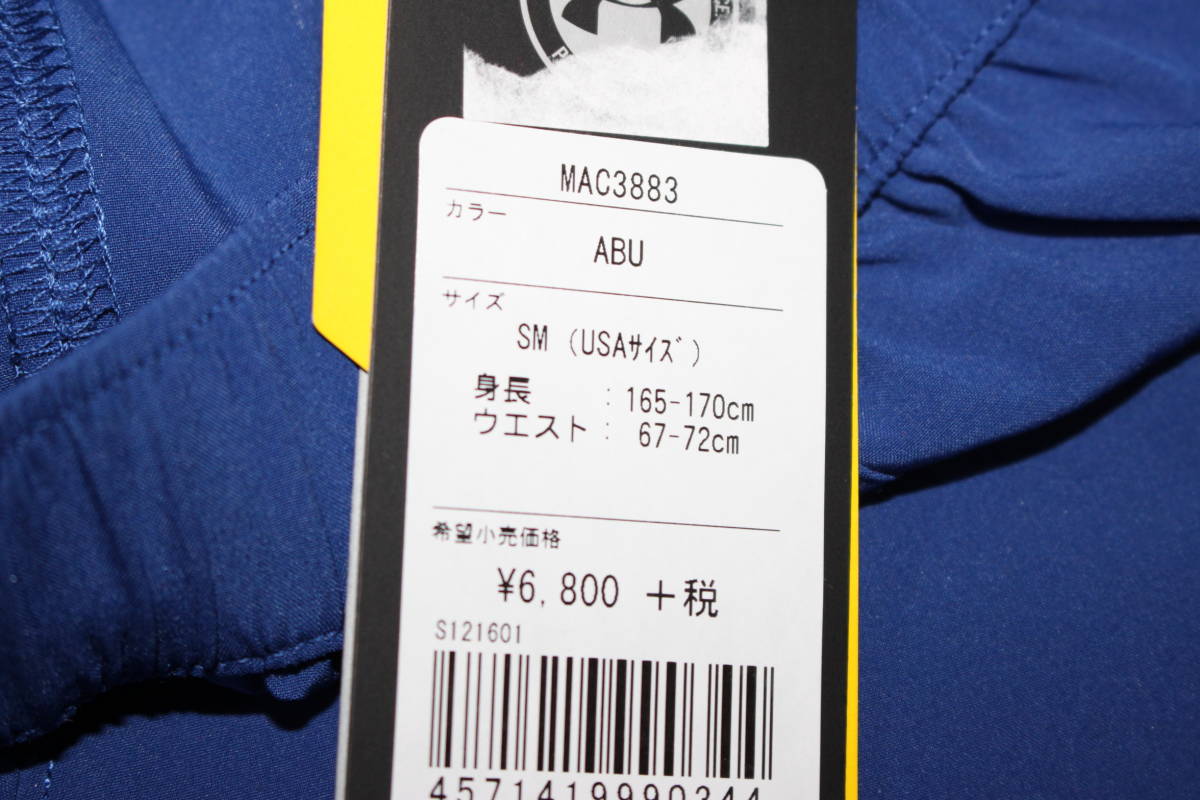 MAC3883
カラー
ABU
サイズ
SM (USAｻｲｽﾞ)
身長 : 165-170cm
ウエスト : 67-72cm
希望小売価格
¥6,800 +税
S121601
4571419990344